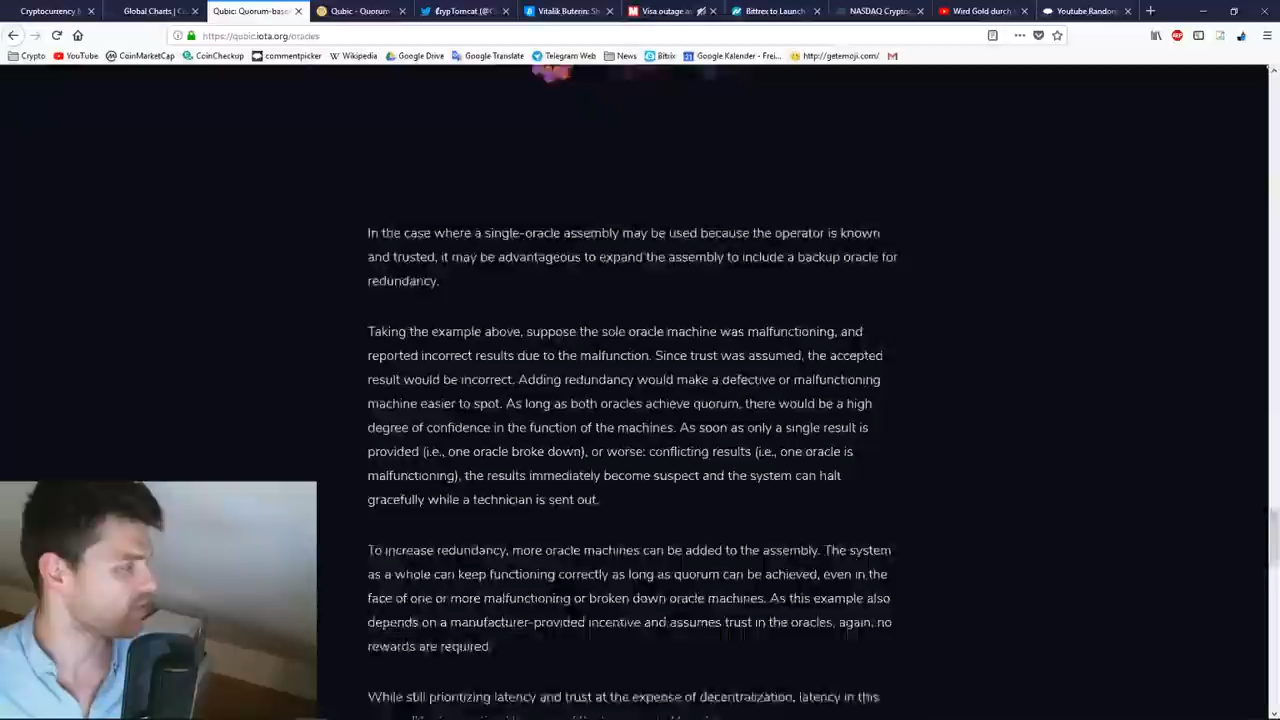 Cryptocurrency M
Global Charts | C
Qubic: Quorum-bas
Qubic - Quorum
CrypTomcat (@C
Vitalik Buterin: Sh
Visa outage a
Bittrex to Launch
NASDAQ Cryptoc
Wird Gold durch
Youtube Random
https://qubic.iota.org/oracles
Crypto YouTube CoinMarketCap CoinCheckup commentpicker Wikipedia Google Drive Google Translate Telegram Web News Bitrix Google Kalender - Frei... http://getemoji.com/
In the case where a single-oracle assembly may be used because the operator is known
and trusted, it may be advantageous to expand the assembly to include a backup oracle for
redundancy.
Taking the example above, suppose the sole oracle machine was malfunctioning, and
reported incorrect results due to the malfunction. Since trust was assumed, the accepted
result would be incorrect. Adding redundancy would make a defective or malfunctioning
machine easier to spot. As long as both oracles achieve quorum, there would be a high
degree of confidence in the function of the machines. As soon as only a single result is
provided (i.e., one oracle broke down), or worse: conflicting results (i.e., one oracle is
malfunctioning), the results immediately become suspect and the system can halt
gracefully while a technician is sent out.
To increase redundancy, more oracle machines can be added to the assembly. The system
as a whole can keep functioning correctly as long as quorum can be achieved, even in the
face of one or more malfunctioning or broken down oracle machines. As this example also
depends on a manufacturer-provided incentive and assumes trust in the oracles, again, no
rewards are required.
While still prioritizing latency and trust at the expense of decentralization, latency in this